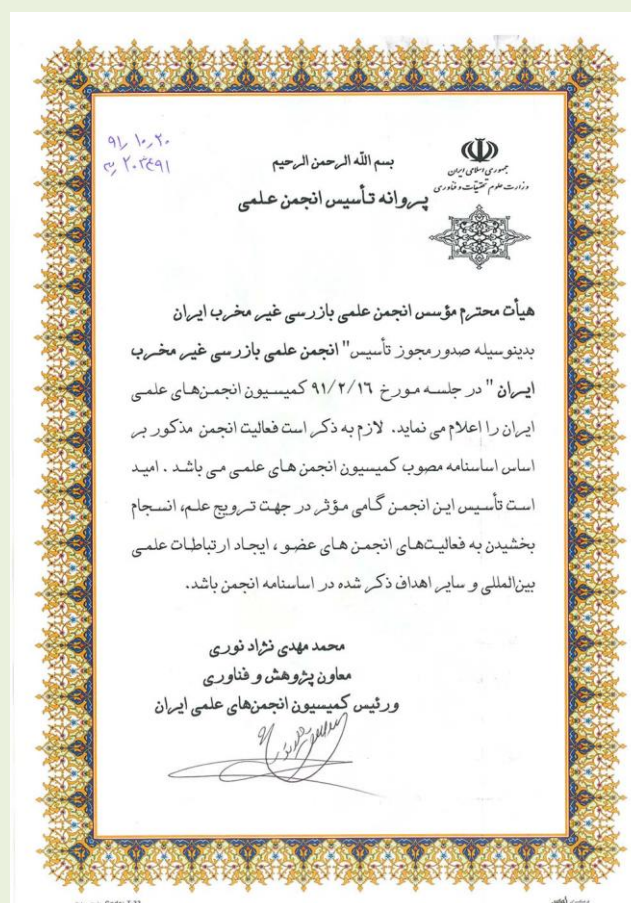 ۹۱٫۱۰٫۲۰
۲۰۲۴۹۱
جمهوری اسلامی ایران
وزارت علوم تحقیقات و فناوری
بسم الله الرحمن الرحیم
پروانه تأسیس انجمن علمی
هیأت محترم مؤسس انجمن علمی بازرسی غیر مخرب ایران
بدینوسیله صدور مجوز تأسیس" انجمن علمی بازرسی غیر مخرب
ایران " در جلسه مورخ ۹۱/۲/۱۶ کمیسیون انجمن‌های علمی
ایران را اعلام می نماید. لازم به ذکر است فعالیت انجمن مذکور بر
اساس اساسنامه مصوب کمیسیون انجمن های علمی می باشد . امید
است تأسیس این انجمن گامی مؤثر در جهت ترویج علم، انسجام
بخشیدن به فعالیت‌های انجمن های عضو ، ایجاد ارتباطات علمی
بین‌المللی و سایر اهداف ذکر شده در اساسنامه انجمن باشد.
محمد مهدی نژاد نوری
معاون پژوهش و فناوری
ورئیس کمیسیون انجمن‌های علمی ایران